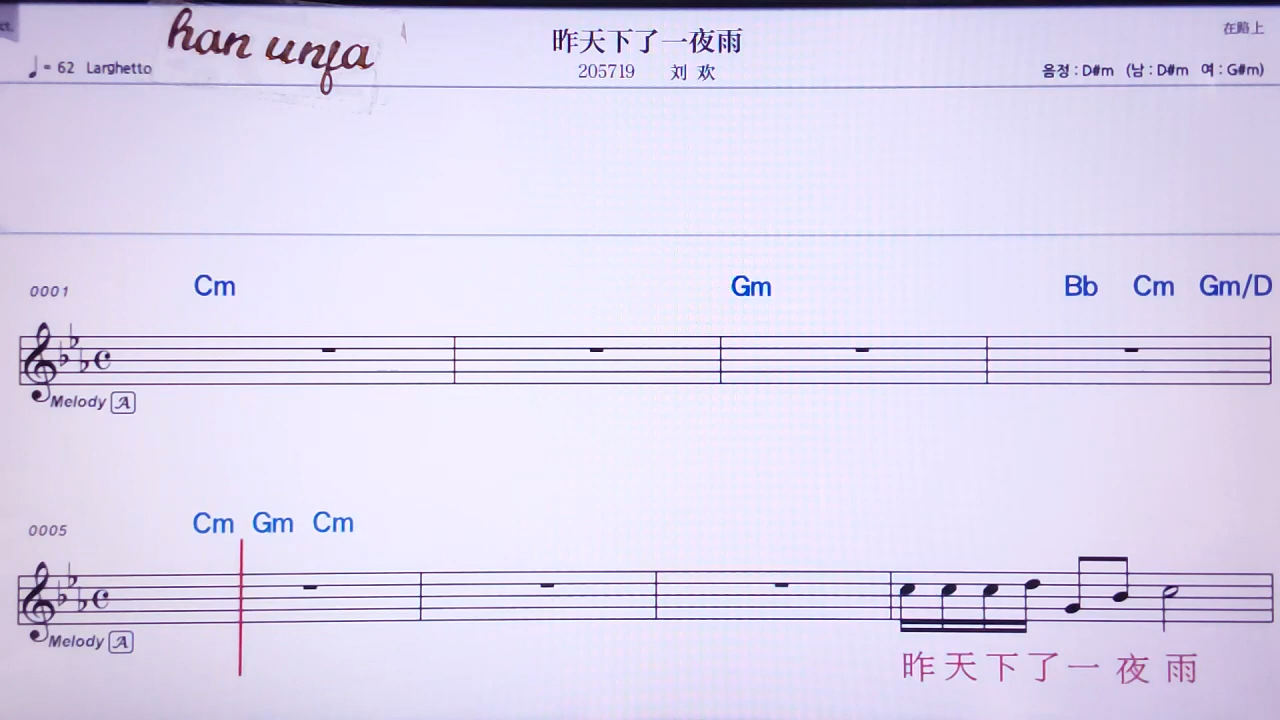 han unfa
昨天下了一夜雨
在路上
♩= 62 Larghetto
205719 刘 欢
음정 : D#m (남 : D#m 여 : G#m)
0001
Cm Gm Bb Cm Gm/D
Melody A
0005
Cm Gm Cm
Melody A
昨天下了一夜雨